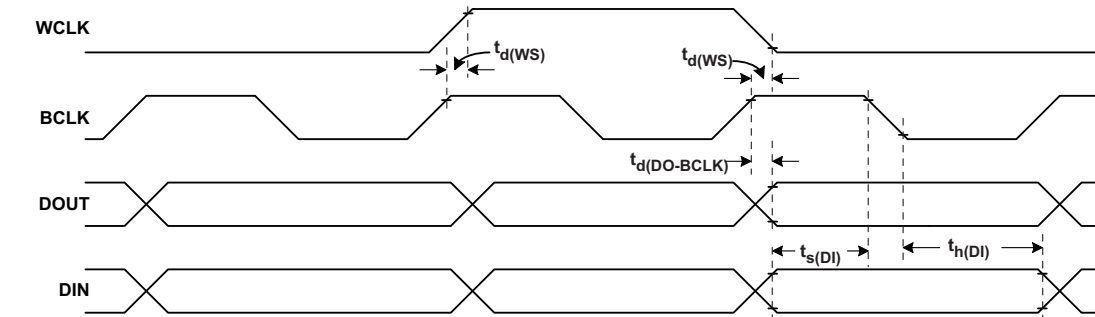 WCLK
td(WS)
td(WS)
BCLK
td(DO-BCLK)
DOUT
ts(DI)
th(DI)
DIN